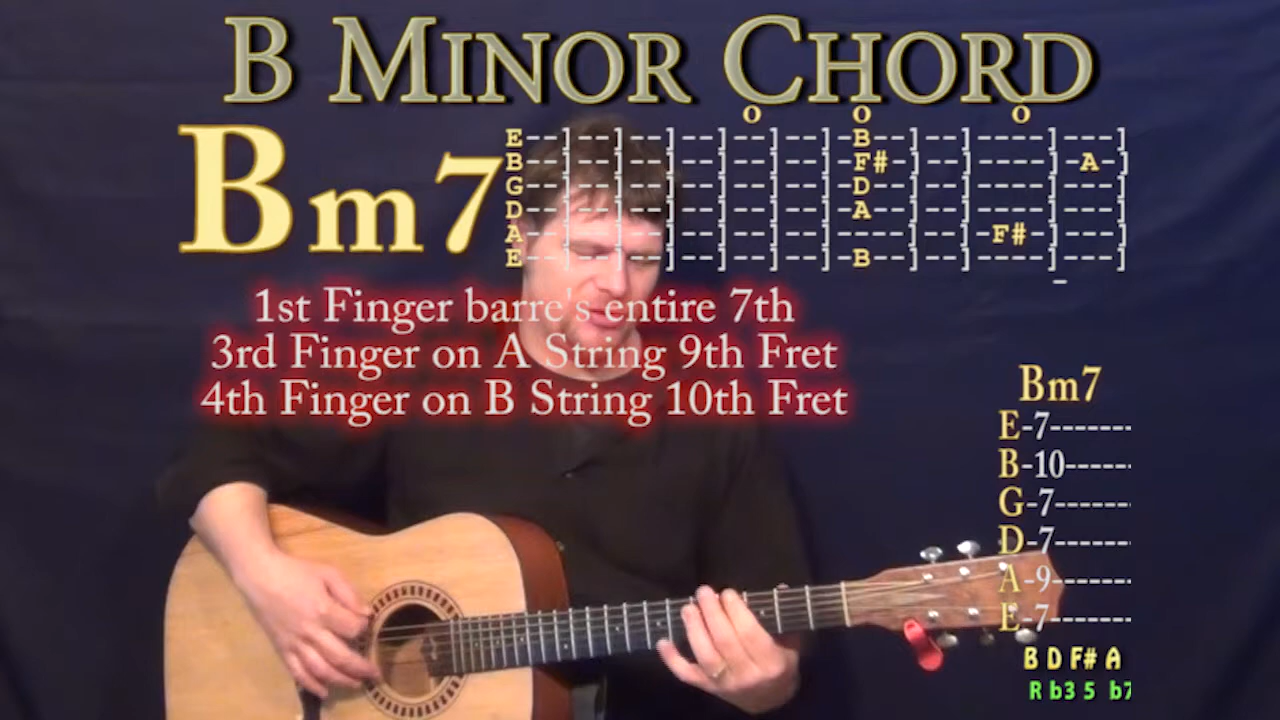 B Minor Chord
Bm7
O O O
E--]--]--]--]--]--]-B--]--]----]---]
B--]--]--]--]--]--]-F#-]--]----]-A-]
G--]--]--]--]--]--]-D--]--]----]---]
D--]--]--]--]--]--]-A--]--]----]---]
A--]--]--]--]--]--]----]--]-F#-]---]
E--]--]--]--]--]--]-B--]--]----]---]
1st Finger barre's entire 7th
3rd Finger on A String 9th Fret
4th Finger on B String 10th Fret
Bm7
E-7-------
B-10-----
G-7-------
D-7-------
A-9-------
E-7-------
B D F# A
R b3 5 b7